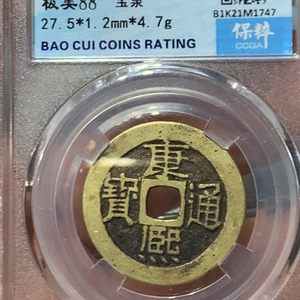 极美88 宝泉
27.5*1.2mm*4.7g
BAO CUI COINS RATING
B1K21M1747
保粹
CCGA
康熙通寶